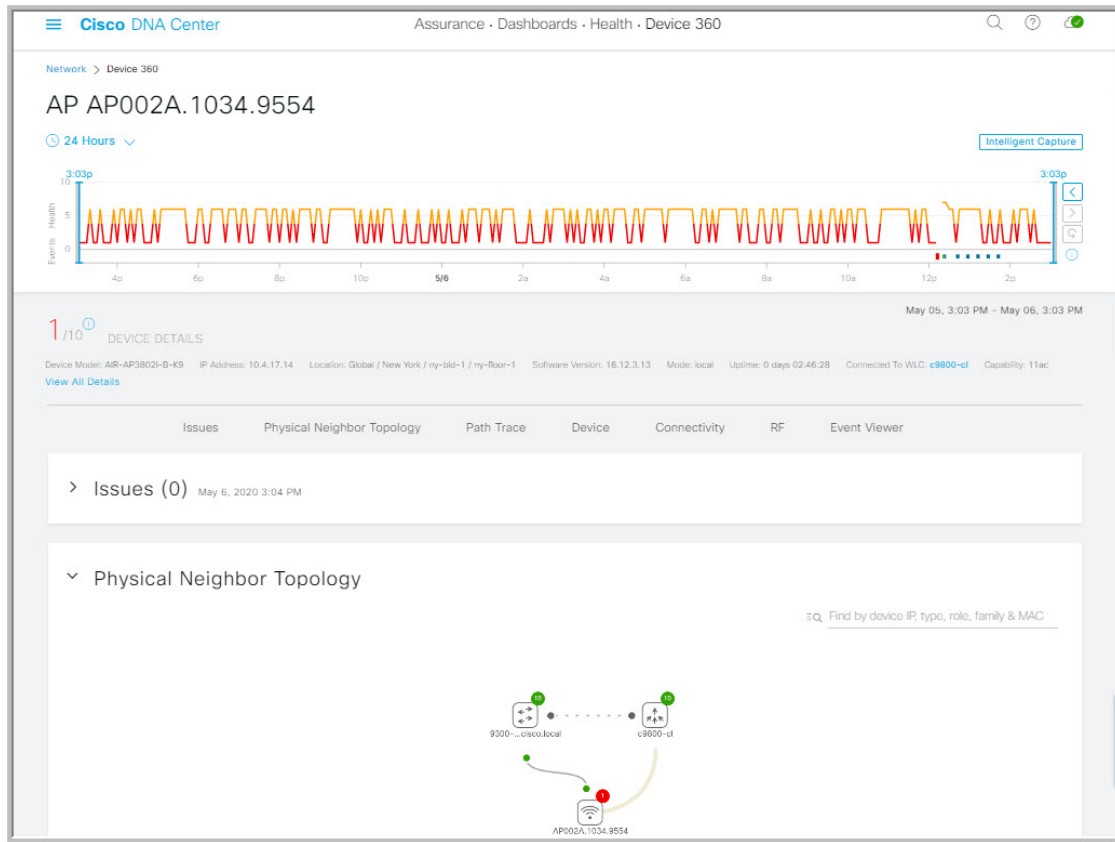 Cisco DNA Center
Assurance · Dashboards · Health · Device 360
Network > Device 360
AP AP002A.1034.9554
24 Hours
Intelligent Capture
3:03p
3:03p
10
5
0
Health
Events
4p 6p 8p 10p 5/6 2a 4a 6a 8a 10a 12p 2p
May 05, 3:03 PM - May 06, 3:03 PM
1/10 DEVICE DETAILS
Device Model: AIR-AP3802I-B-K9 IP Address: 10.4.17.14 Location: Global / New York / ny-bld-1 / ny-floor-1 Software Version: 16.12.3.13 Mode: local Uptime: 0 days 02:46:28 Connected To WLC: c9800-cl Capability: 11ac
View All Details
Issues Physical Neighbor Topology Path Trace Device Connectivity RF Event Viewer
Issues (0) May 6, 2020 3:04 PM
Physical Neighbor Topology
Find by device IP, type, role, family & MAC
10
10
9300-...cisco.local
c9800-cl
1
AP002A.1034.9554